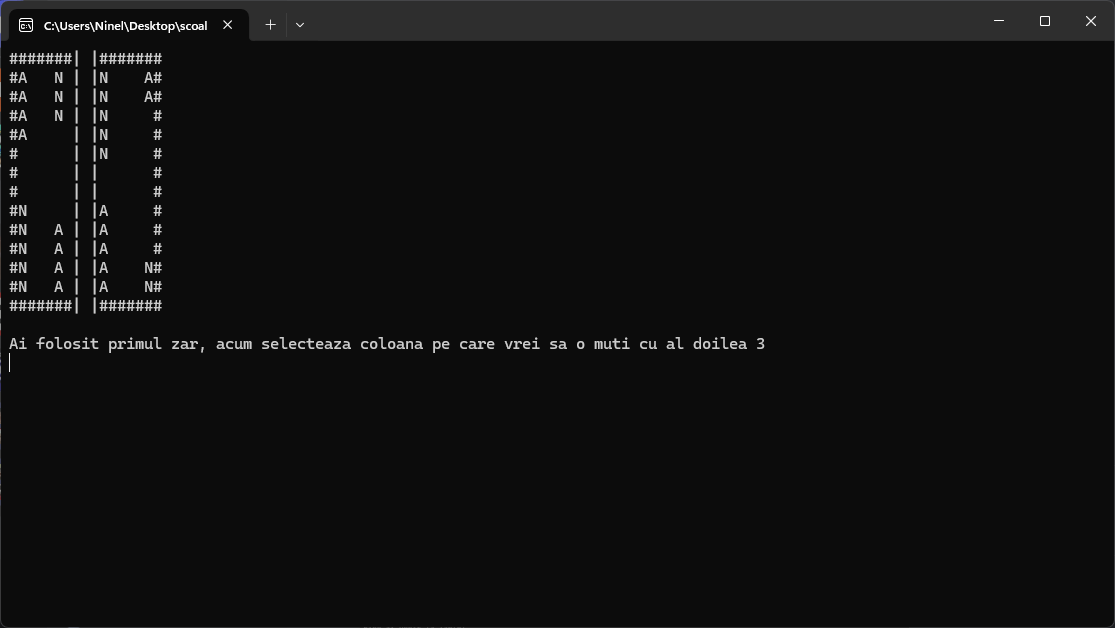 C:\Users\Ninel\Desktop\scoal
#######| |#######
#A   N | |N    A#
#A   N | |N    A#
#A   N | |N     #
#A     | |N     #
#      | |N     #
#      | |      #
#      | |      #
#N     | |A     #
#N   A | |A     #
#N   A | |A     #
#N   A | |A    N#
#N   A | |A    N#
#######| |#######
Ai folosit primul zar, acum selecteaza coloana pe care vrei sa o muti cu al doilea 3